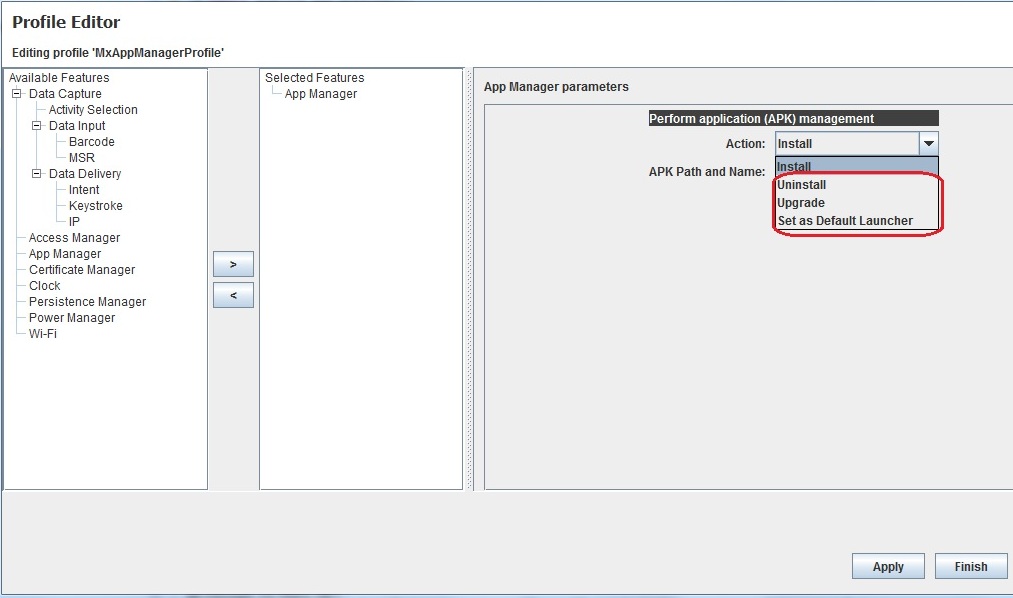 Profile Editor
Editing profile 'MxAppManagerProfile'
Available Features
Data Capture
Activity Selection
Data Input
Barcode
MSR
Data Delivery
Intent
Keystroke
IP
Access Manager
App Manager
Certificate Manager
Clock
Persistence Manager
Power Manager
Wi-Fi
>
<
Selected Features
App Manager
App Manager parameters
Perform application (APK) management
Action: Install
APK Path and Name:
Install
Uninstall
Upgrade
Set as Default Launcher
Apply Finish